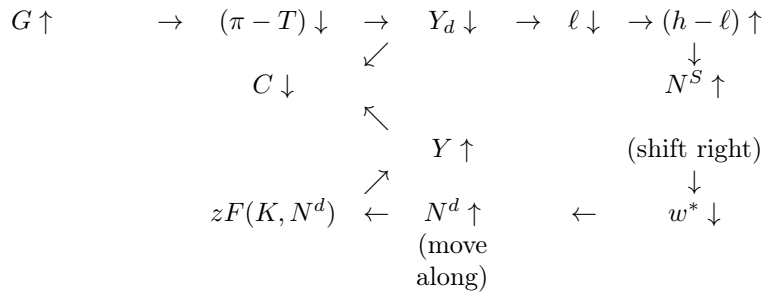 G ↑ → (π − T) ↓ → Y_d ↓ → ℓ ↓ → (h − ℓ) ↑
↙ ↓
C ↓ N^S ↑
↖
Y ↑ (shift right)
↗ ↓
zF(K, N^d) ← N^d ↑ ← w* ↓
(move
along)